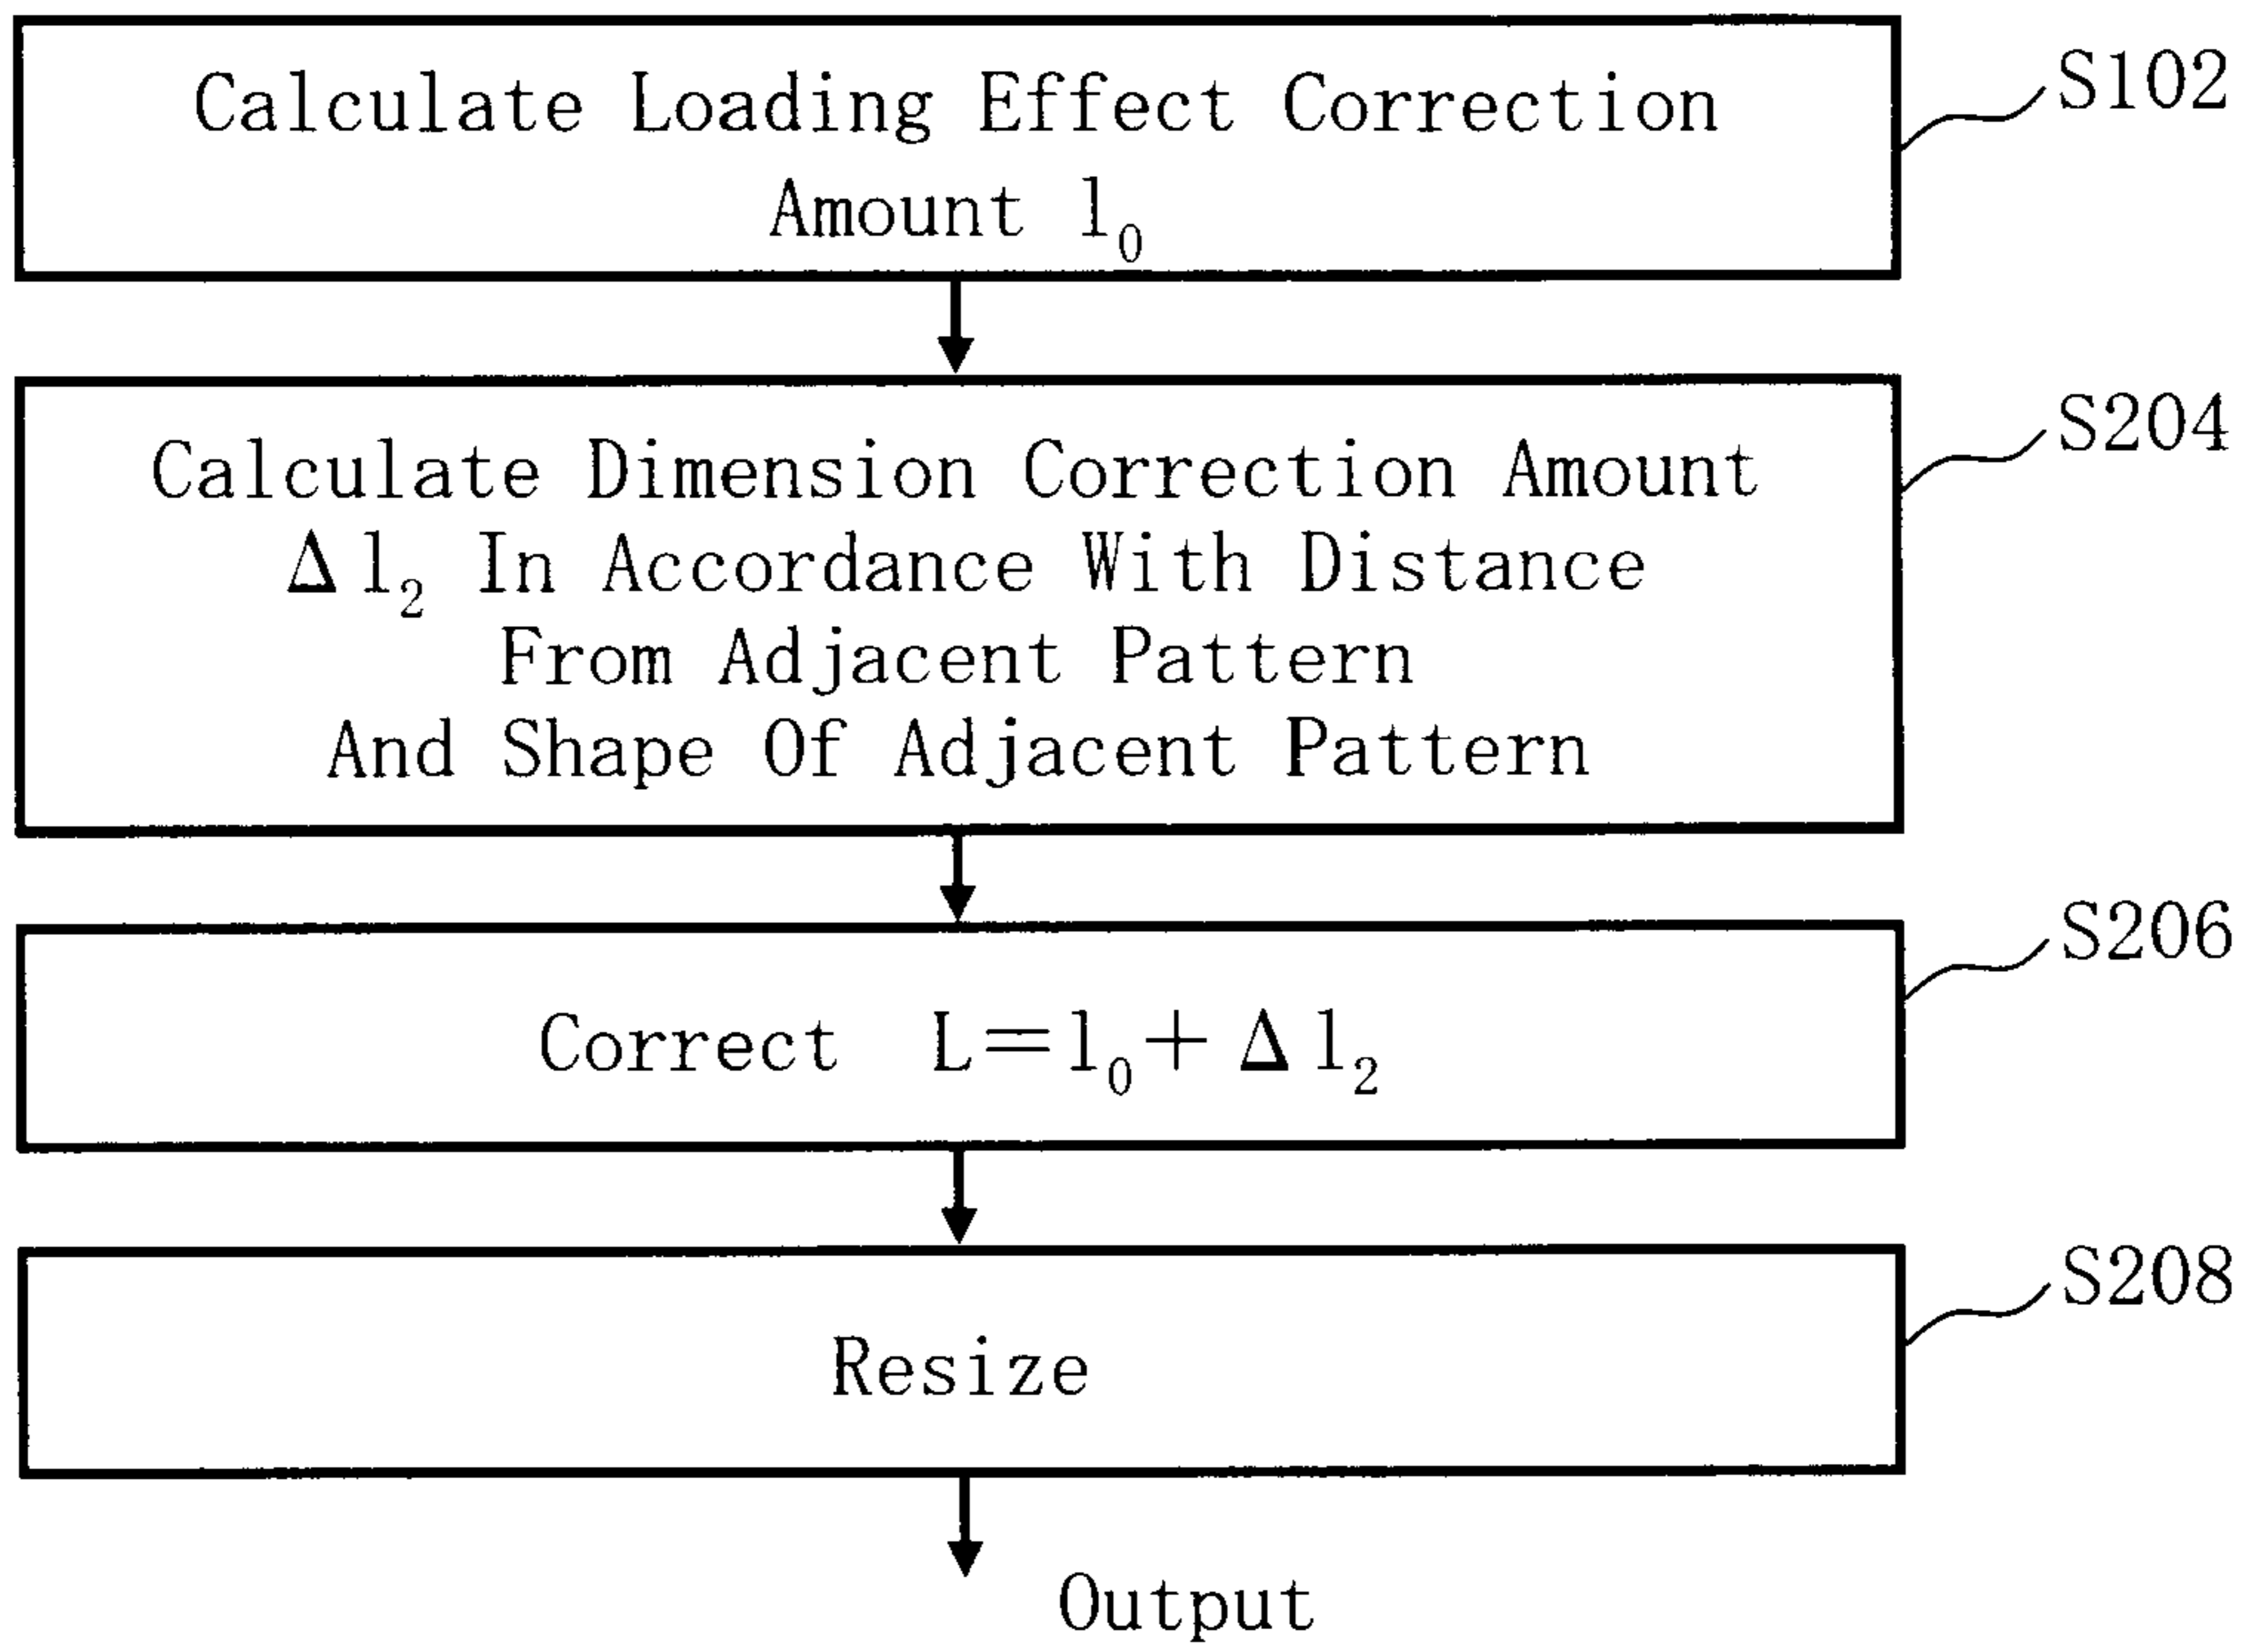 Calculate Loading Effect Correction
Amount l₀
S102
Calculate Dimension Correction Amount
Δl₂ In Accordance With Distance
From Adjacent Pattern
And Shape Of Adjacent Pattern
S204
Correct L=l₀+Δl₂
S206
Resize
S208
Output